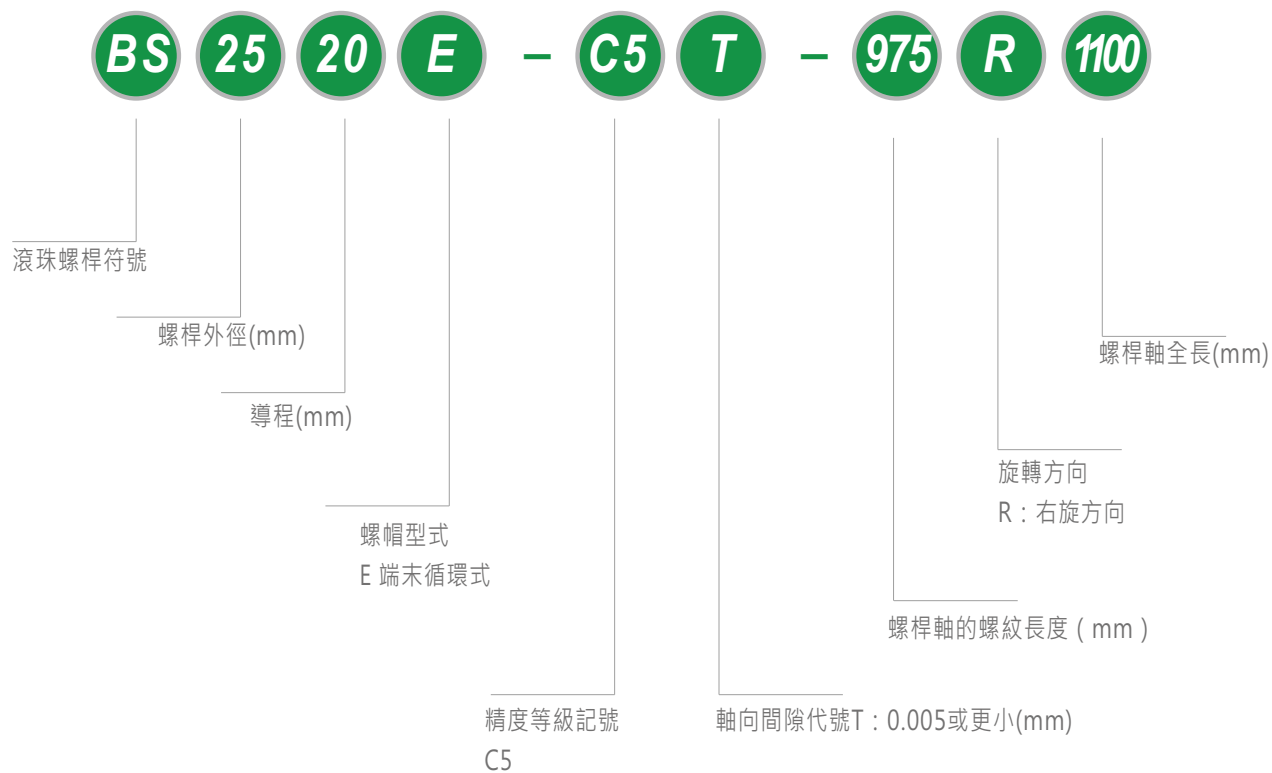 BS 25 20 E – C5 T – 975 R 1100
滾珠螺桿符號
螺桿外徑(mm)
螺桿軸全長(mm)
導程(mm)
旋轉方向
R：右旋方向
螺帽型式
E 端末循環式
螺桿軸的螺紋長度（mm）
精度等級記號
C5
軸向間隙代號T：0.005或更小(mm)